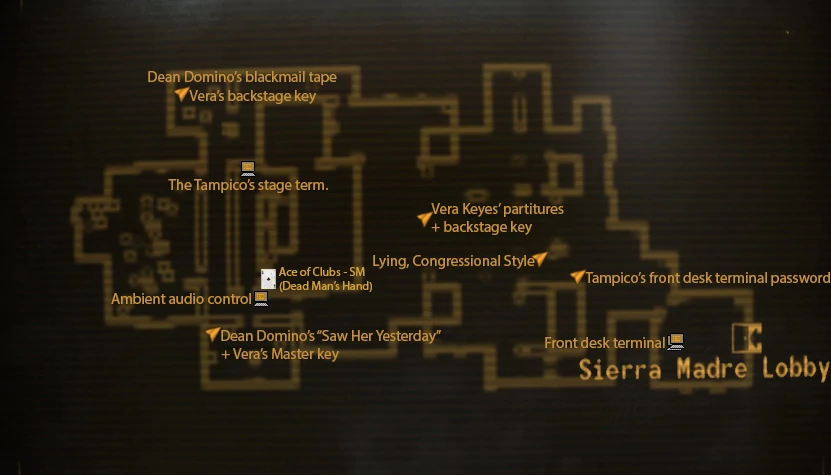 Dean Domino's blackmail tape
Vera's backstage key
The Tampico's stage term.
Vera Keyes' partitures
+ backstage key
Lying, Congressional Style
Tampico's front desk terminal password
Ace of Clubs - SM
(Dead Man's Hand)
Ambient audio control
Dean Domino's "Saw Her Yesterday"
+ Vera's Master key
Front desk terminal
Sierra Madre Lobby